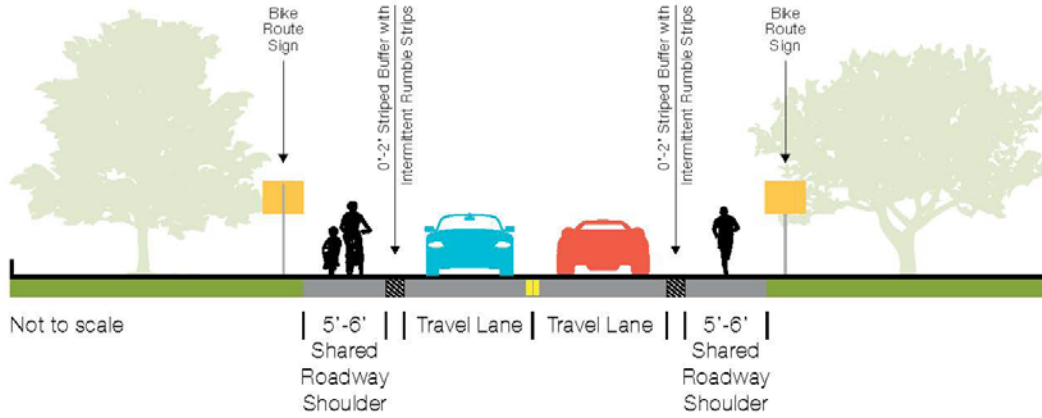 Bike
Route
Sign
0'-2' Striped Buffer with
Intermittent Rumble Strips
0'-2' Striped Buffer with
Intermittent Rumble Strips
Bike
Route
Sign
Not to scale
5'-6'
Shared
Roadway
Shoulder
Travel Lane
Travel Lane
5'-6'
Shared
Roadway
Shoulder